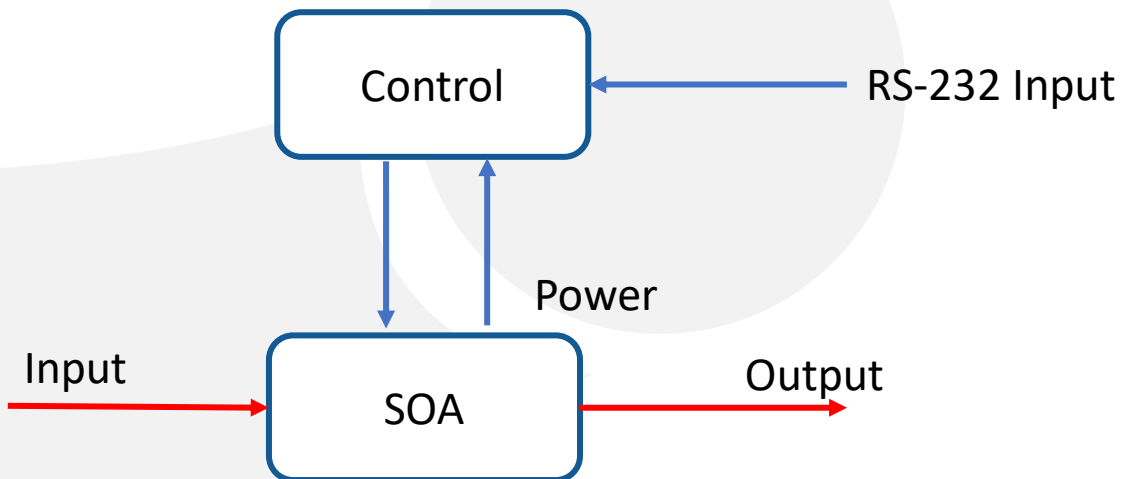 Control
RS-232 Input
Power
Input
Output
SOA